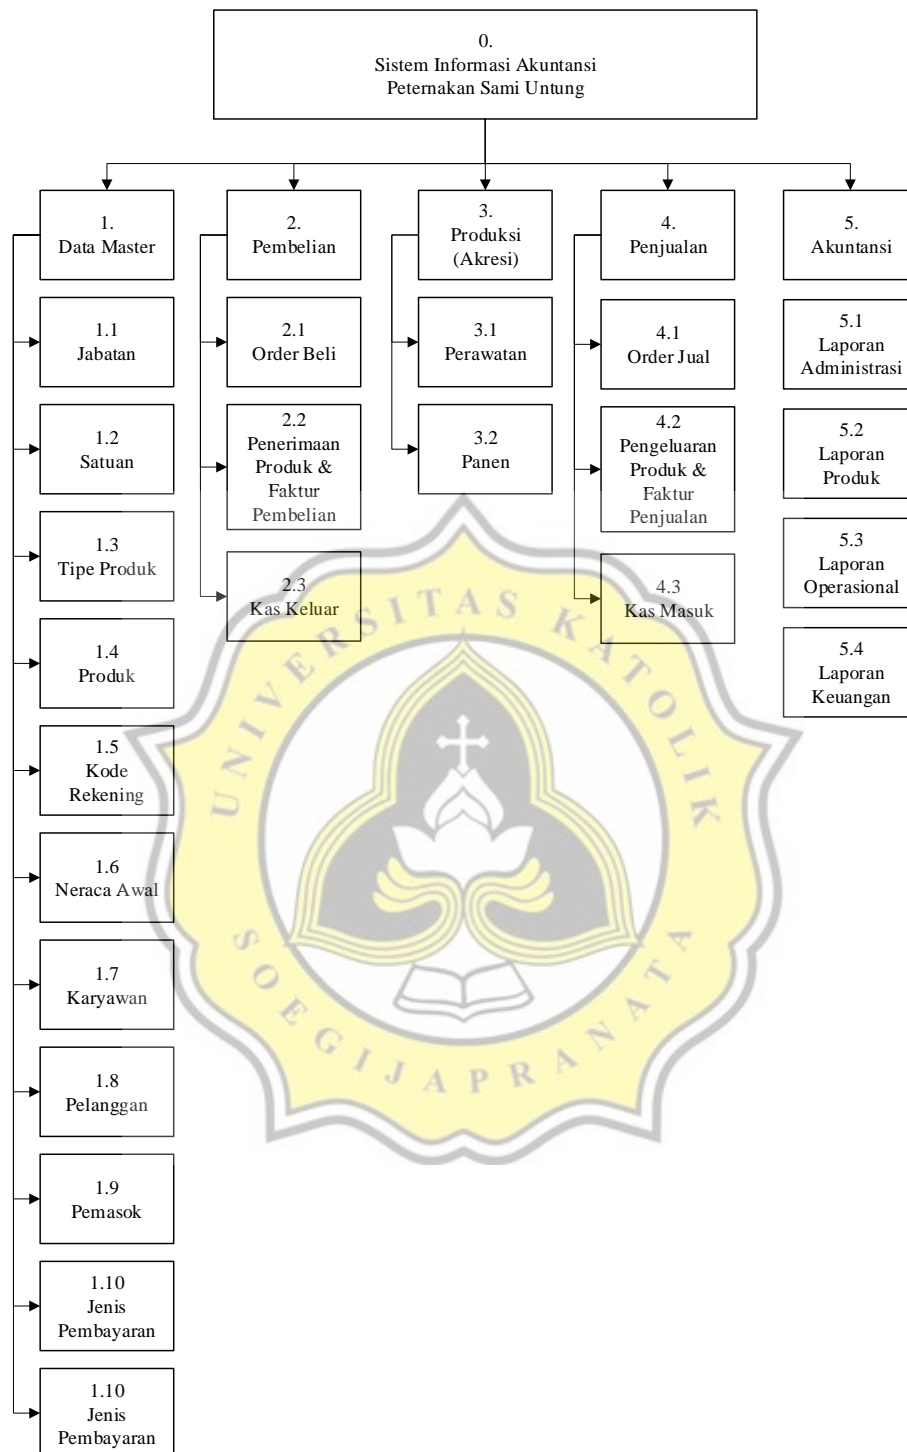 0.
Sistem Informasi Akuntansi
Peternakan Sami Untung
1.
Data Master
2.
Pembelian
3.
Produksi
(Akresi)
4.
Penjualan
5.
Akuntansi
1.1
Jabatan
1.2
Satuan
1.3
Tipe Produk
1.4
Produk
1.5
Kode
Rekening
1.6
Neraca Awal
1.7
Karyawan
1.8
Pelanggan
1.9
Pemasok
1.10
Jenis
Pembayaran
1.10
Jenis
Pembayaran
2.1
Order Beli
2.2
Penerimaan
Produk &
Faktur
Pembelian
2.3
Kas Keluar
3.1
Perawatan
3.2
Panen
4.1
Order Jual
4.2
Pengeluaran
Produk &
Faktur
Penjualan
4.3
Kas Masuk
5.1
Laporan
Administrasi
5.2
Laporan
Produk
5.3
Laporan
Operasional
5.4
Laporan
Keuangan
UNIVERSITAS KATOLIK
SOEGIJAPRANATA